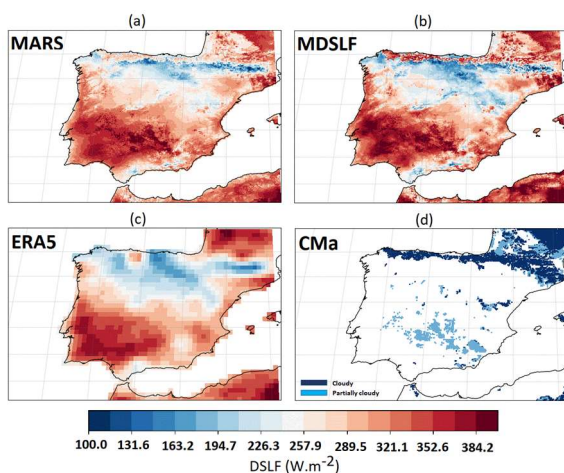 (a)
(b)
MARS
MDSLF
(c)
(d)
ERA5
CMa
Cloudy
Partially cloudy
100.0 131.6 163.2 194.7 226.3 257.9 289.5 321.1 352.6 384.2
DSLF (W.m⁻²)